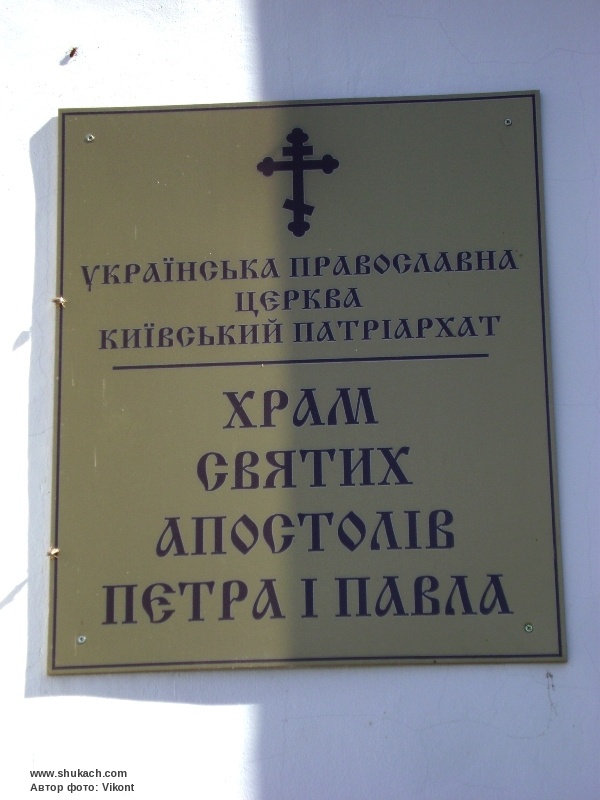 УКРАЇНСЬКА ПРАВОСЛАВНА
ЦЕРКВА
КИЇВСЬКИЙ ПАТРІАРХАТ
ХРАМ
СВЯТИХ
АПОСТОЛІВ
ПЕТРА І ПАВЛА
www.shukach.com
Автор фото: Vikont